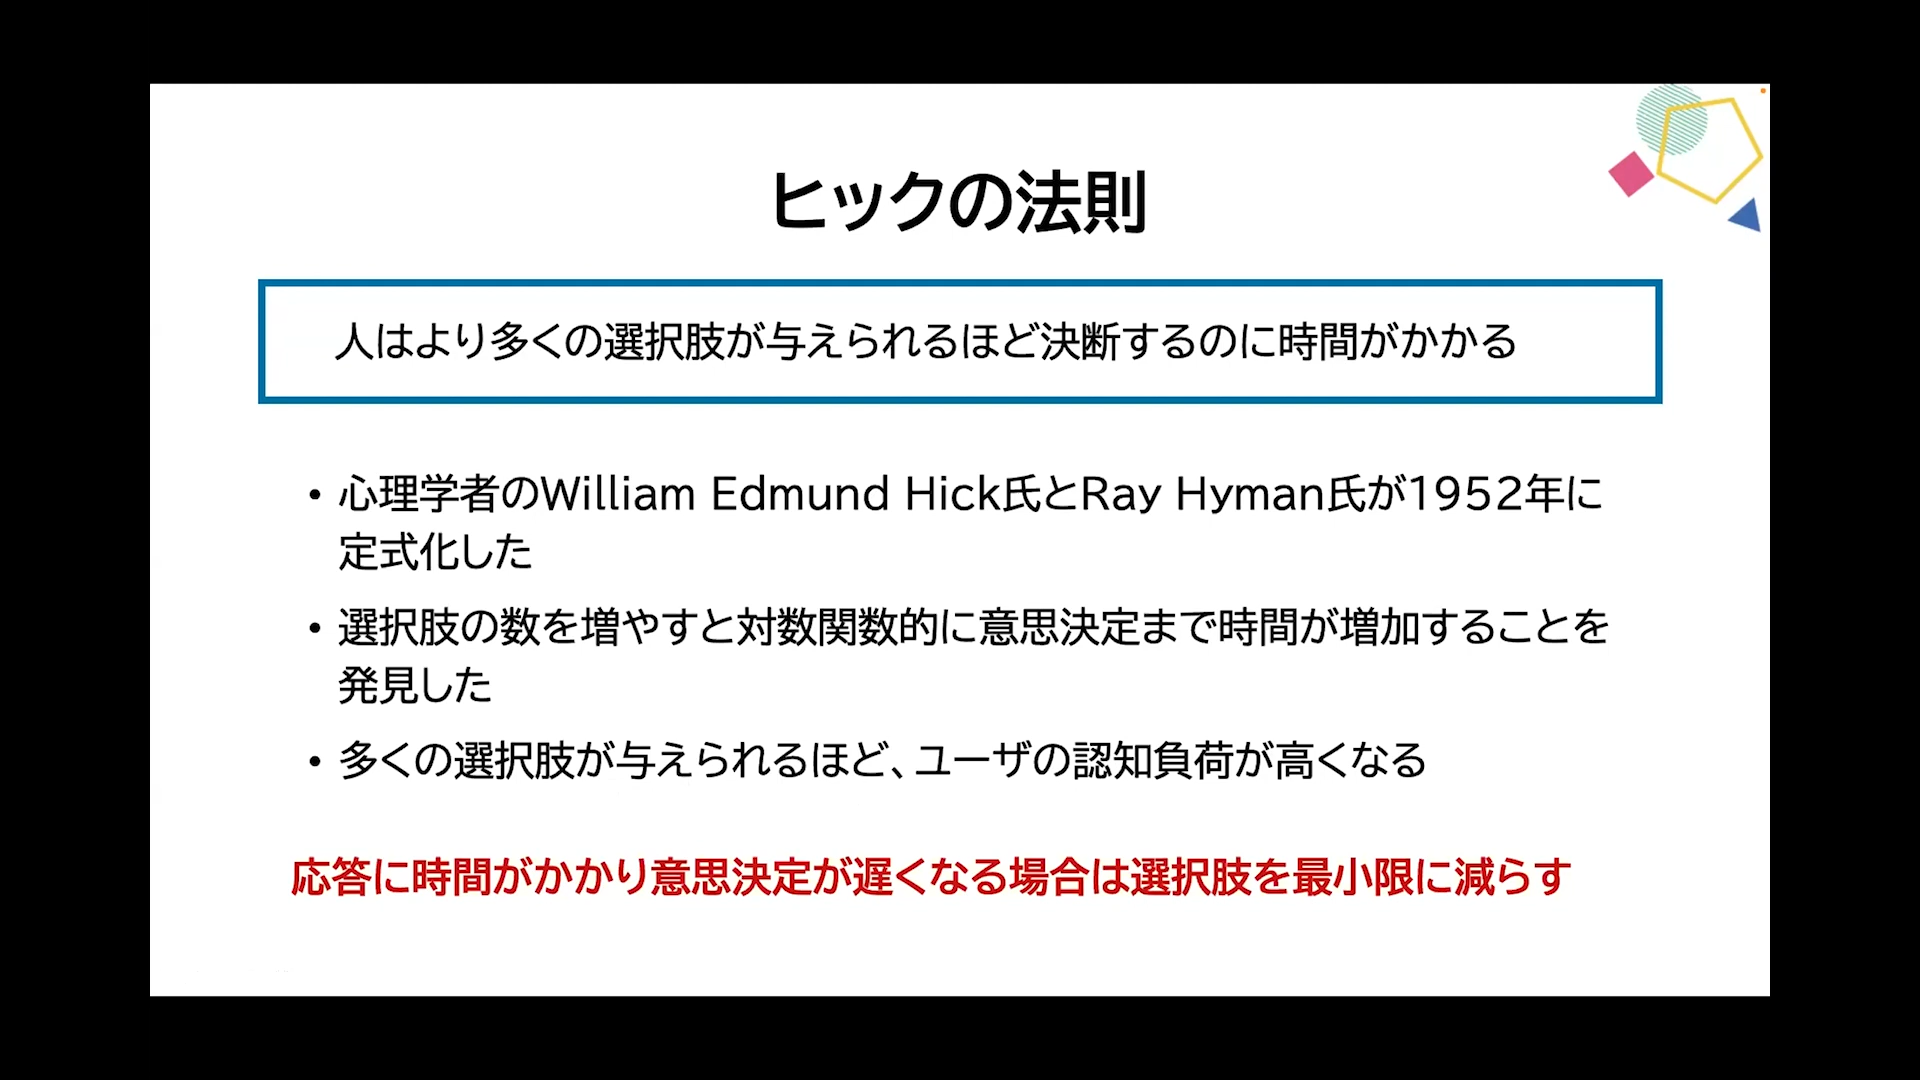 ヒックの法則
人はより多くの選択肢が与えられるほど決断するのに時間がかかる
・心理学者のWilliam Edmund Hick氏とRay Hyman氏が1952年に
定式化した
・選択肢の数を増やすと対数関数的に意思決定まで時間が増加することを
発見した
・多くの選択肢が与えられるほど、ユーザの認知負荷が高くなる
応答に時間がかかり意思決定が遅くなる場合は選択肢を最小限に減らす